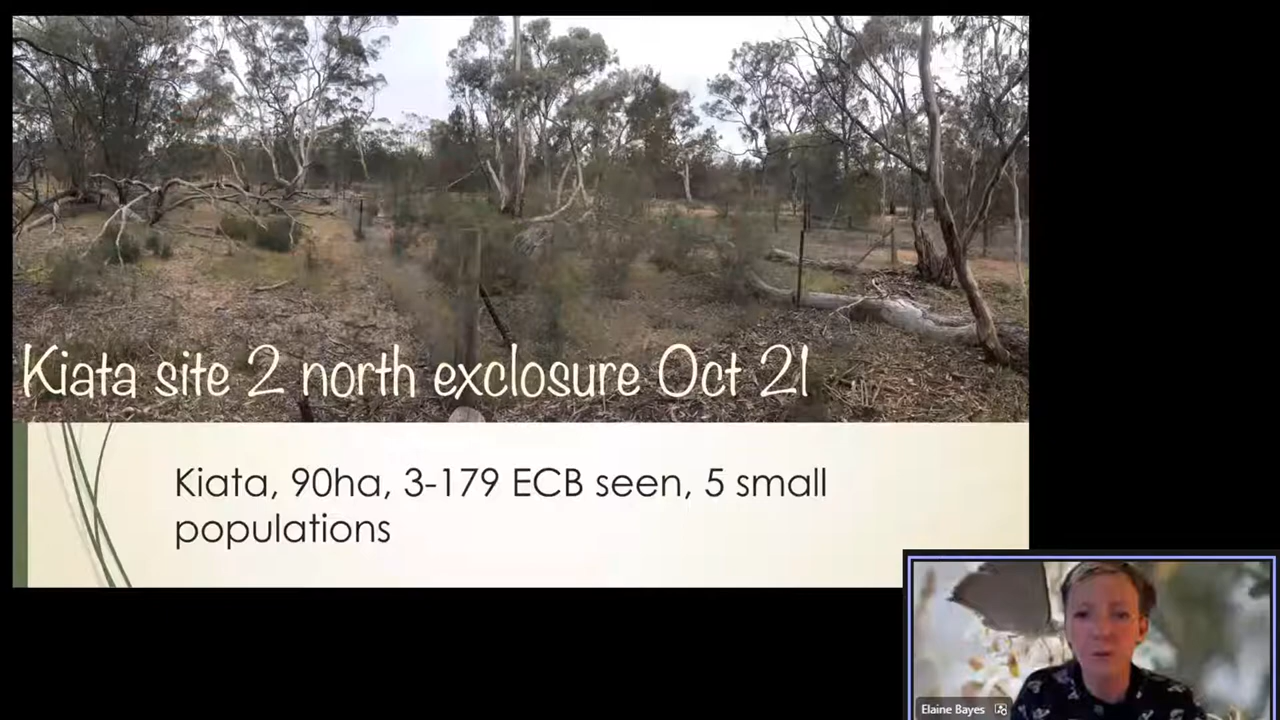 Kiata site 2 north exclosure Oct 21
Kiata, 90ha, 3-179 ECB seen, 5 small
populations
Elaine Bayes